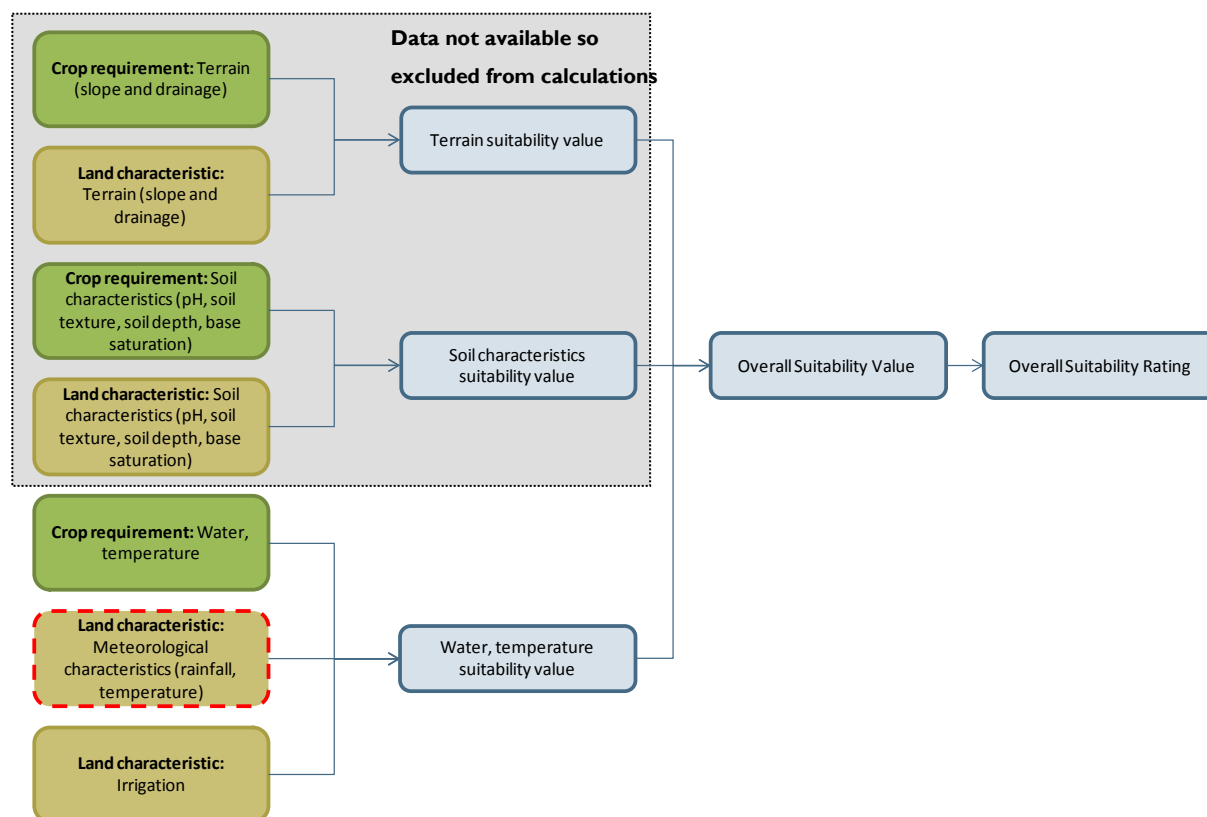 Data not available so
excluded from calculations
Crop requirement: Terrain
(slope and drainage)
Terrain suitability value
Land characteristic:
Terrain (slope and
drainage)
Crop requirement: Soil
characteristics (pH, soil
texture, soil depth, base
saturation)
Soil characteristics
suitability value
Overall Suitability Value
Overall Suitability Rating
Land characteristic: Soil
characteristics (pH, soil
texture, soil depth, base
saturation)
Crop requirement: Water,
temperature
Land characteristic:
Meteorological
characteristics (rainfall,
temperature)
Water, temperature
suitability value
Land characteristic:
Irrigation